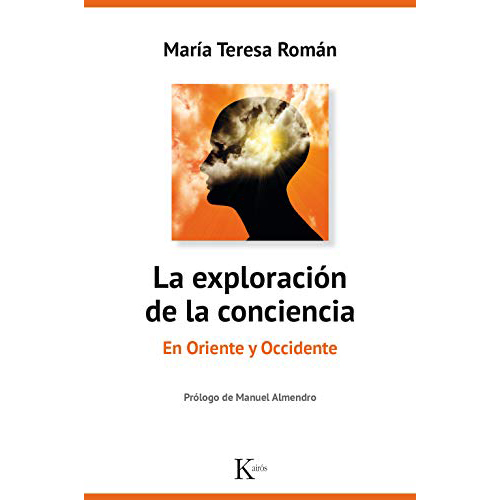 María Teresa Román
La exploración
de la conciencia
En Oriente y Occidente
Prólogo de Manuel Almendro
Kairós